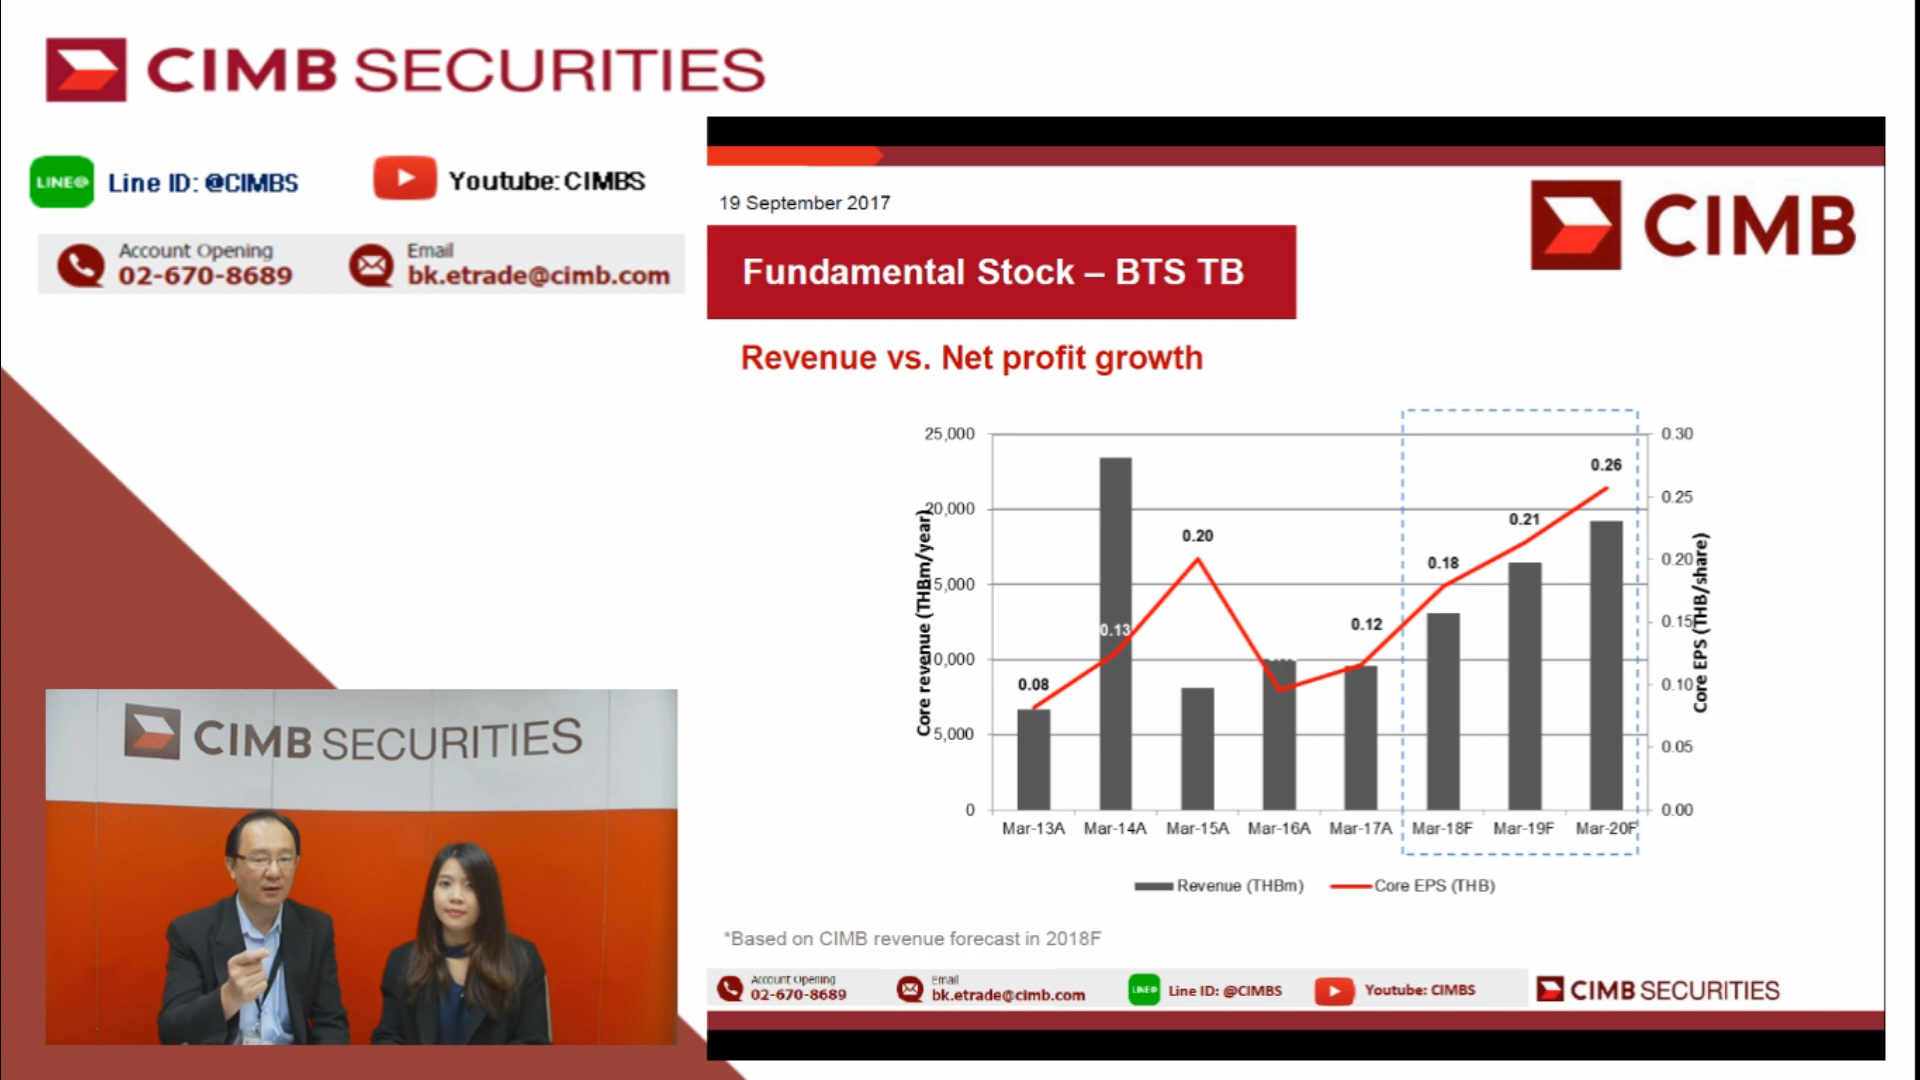 CIMB SECURITIES
LINE@ Line ID: @CIMBS
Youtube: CIMBS
Account Opening
02-670-8689
Email
bk.etrade@cimb.com
19 September 2017
CIMB
Fundamental Stock – BTS TB
Revenue vs. Net profit growth
Core revenue (THBm/year)
25,000
20,000
15,000
10,000
5,000
0
0.08
0.13
0.20
0.12
0.18
0.21
0.26
0.30
0.25
0.20
0.15
0.10
0.05
0.00
Core EPS (THB/share)
Mar-13A Mar-14A Mar-15A Mar-16A Mar-17A Mar-18F Mar-19F Mar-20F
Revenue (THBm) Core EPS (THB)
*Based on CIMB revenue forecast in 2018F
Account Opening
02-670-8689
Email
bk.etrade@cimb.com
LINE@ Line ID: @CIMBS
Youtube: CIMBS
CIMB SECURITIES
CIMB SECURITIES